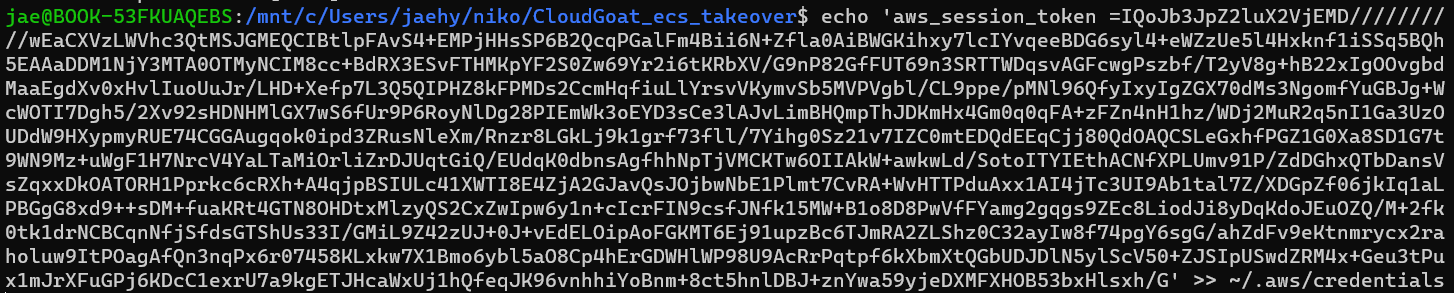 jae@BOOK-53FKUAQEBS:/mnt/c/Users/jaehy/niko/CloudGoat_ecs_takeover$ echo 'aws_session_token =IQoJb3JpZ2luX2VjEMD////////
//wEaCXVzLWVhc3QtMSJGMEQCIBtlpFAvS4+EMPjHHsSP6B2QcqPGalFm4Bii6N+Zfla0AiBWGKihxy7lcIYvqeeBDG6syl4+eWZzUe5l4Hxknf1iSSq5BQh
5EAAaDDM1NjY3MTA0OTMyNCIM8cc+BdRX3ESvFTHMKpYF2S0Zw69Yr2i6tKRbXV/G9nP82GfFUT69n3SRTTWDqsvAGFcwgPszbf/T2yV8g+hB22xIgOOvgbd
MaaEgdXv0xHvlIuoUuJr/LHD+Xefp7L3Q5QIPHZ8kFPMDs2CcmHqfiuLlYrsvVKymvSb5MVPVgbl/CL9ppe/pMNl96QfyIxyIgZGX70dMs3NgomfYuGBJg+W
cWOTI7Dgh5/2Xv92sHDNHMlGX7wS6fUr9P6RoyNlDg28PIEmWk3oEYD3sCe3lAJvLimBHQmpThJDKmHx4Gm0q0qFA+zFZn4nH1hz/WDj2MuR2q5nI1Ga3UzO
UDdW9HXypmyRUE74CGGAugqok0ipd3ZRusNleXm/Rnzr8LGkLj9k1grf73fll/7Yihg0Sz21v7IZC0mtEDQdEEqCjj80QdOAQCSLeGxhfPGZ1G0Xa8SD1G7t
9WN9Mz+uWgF1H7NrcV4YaLTaMiOrliZrDJUqtGiQ/EUdqK0dbnsAgfhhNpTjVMCKTw6OIIAkW+awkwLd/SotoITYIEthACNfXPLUmv91P/ZdDGhxQTbDansV
sZqxxDkOATORH1Pprkc6cRXh+A4qjpBSIULc41XWTI8E4ZjA2GJavQsJOjbwNbE1Plmt7CvRA+WvHTTPduAxx1AI4jTc3UI9Ab1tal7Z/XDGpZf06jkIq1aL
PBGgG8xd9++sDM+fuaKRt4GTN8OHDtxMlzyQS2CxZwIpw6y1n+cIcrFIN9csfJNfk15MW+B1o8D8PwVfFYamg2gqgs9ZEc8LiodJi8yDqKdoJEuOZQ/M+2fk
0tk1drNCBCqnNfjSfdsGTShUs33I/GMiL9Z42zUJ+0J+vEdELOipAoFGKMT6Ej91upzBc6TJmRA2ZLShz0C32ayIw8f74pgY6sgG/ahZdFv9eKtnmrycx2ra
holuw9ItPOagAfQn3nqPx6r07458KLxkw7X1Bmo6ybl5aO8Cp4hErGDWHlWP98U9AcRrPqtpf6kXbmXtQGbUDJDlN5ylScV50+ZJSIpUSwdZRM4x+Geu3tPu
x1mJrXFuGPj6KDcC1exrU7a9kgETJHcaWxUj1hQfeqJK96vnhhiYoBnm+8ct5hnlDBJ+znYwa59yjeDXMFXHOB53bxHlsxh/G' >> ~/.aws/credentials